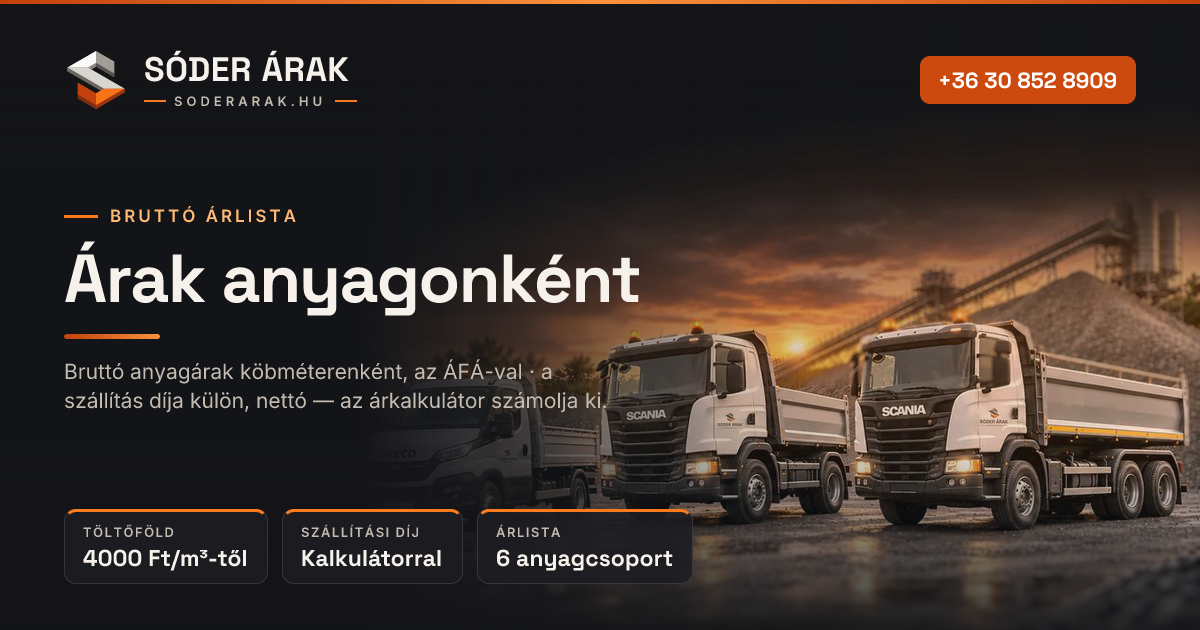 SÓDER ÁRAK
SODERARAK.HU
+36 30 852 8909
BRUTTÓ ÁRLISTA
Árak anyagonként
Bruttó anyagárak köbméterenként, az ÁFÁ-val · a
szállítás díja külön, nettó — az árkalkulátor számolja ki.
IVECO
SCANIA
SÓDER ÁRAK
SCANIA
SÓDER ÁRAK
TÖLTŐFÖLD
4000 Ft/m³-től
SZÁLLÍTÁSI DÍJ
Kalkulátorral
ÁRLISTA
6 anyagcsoport